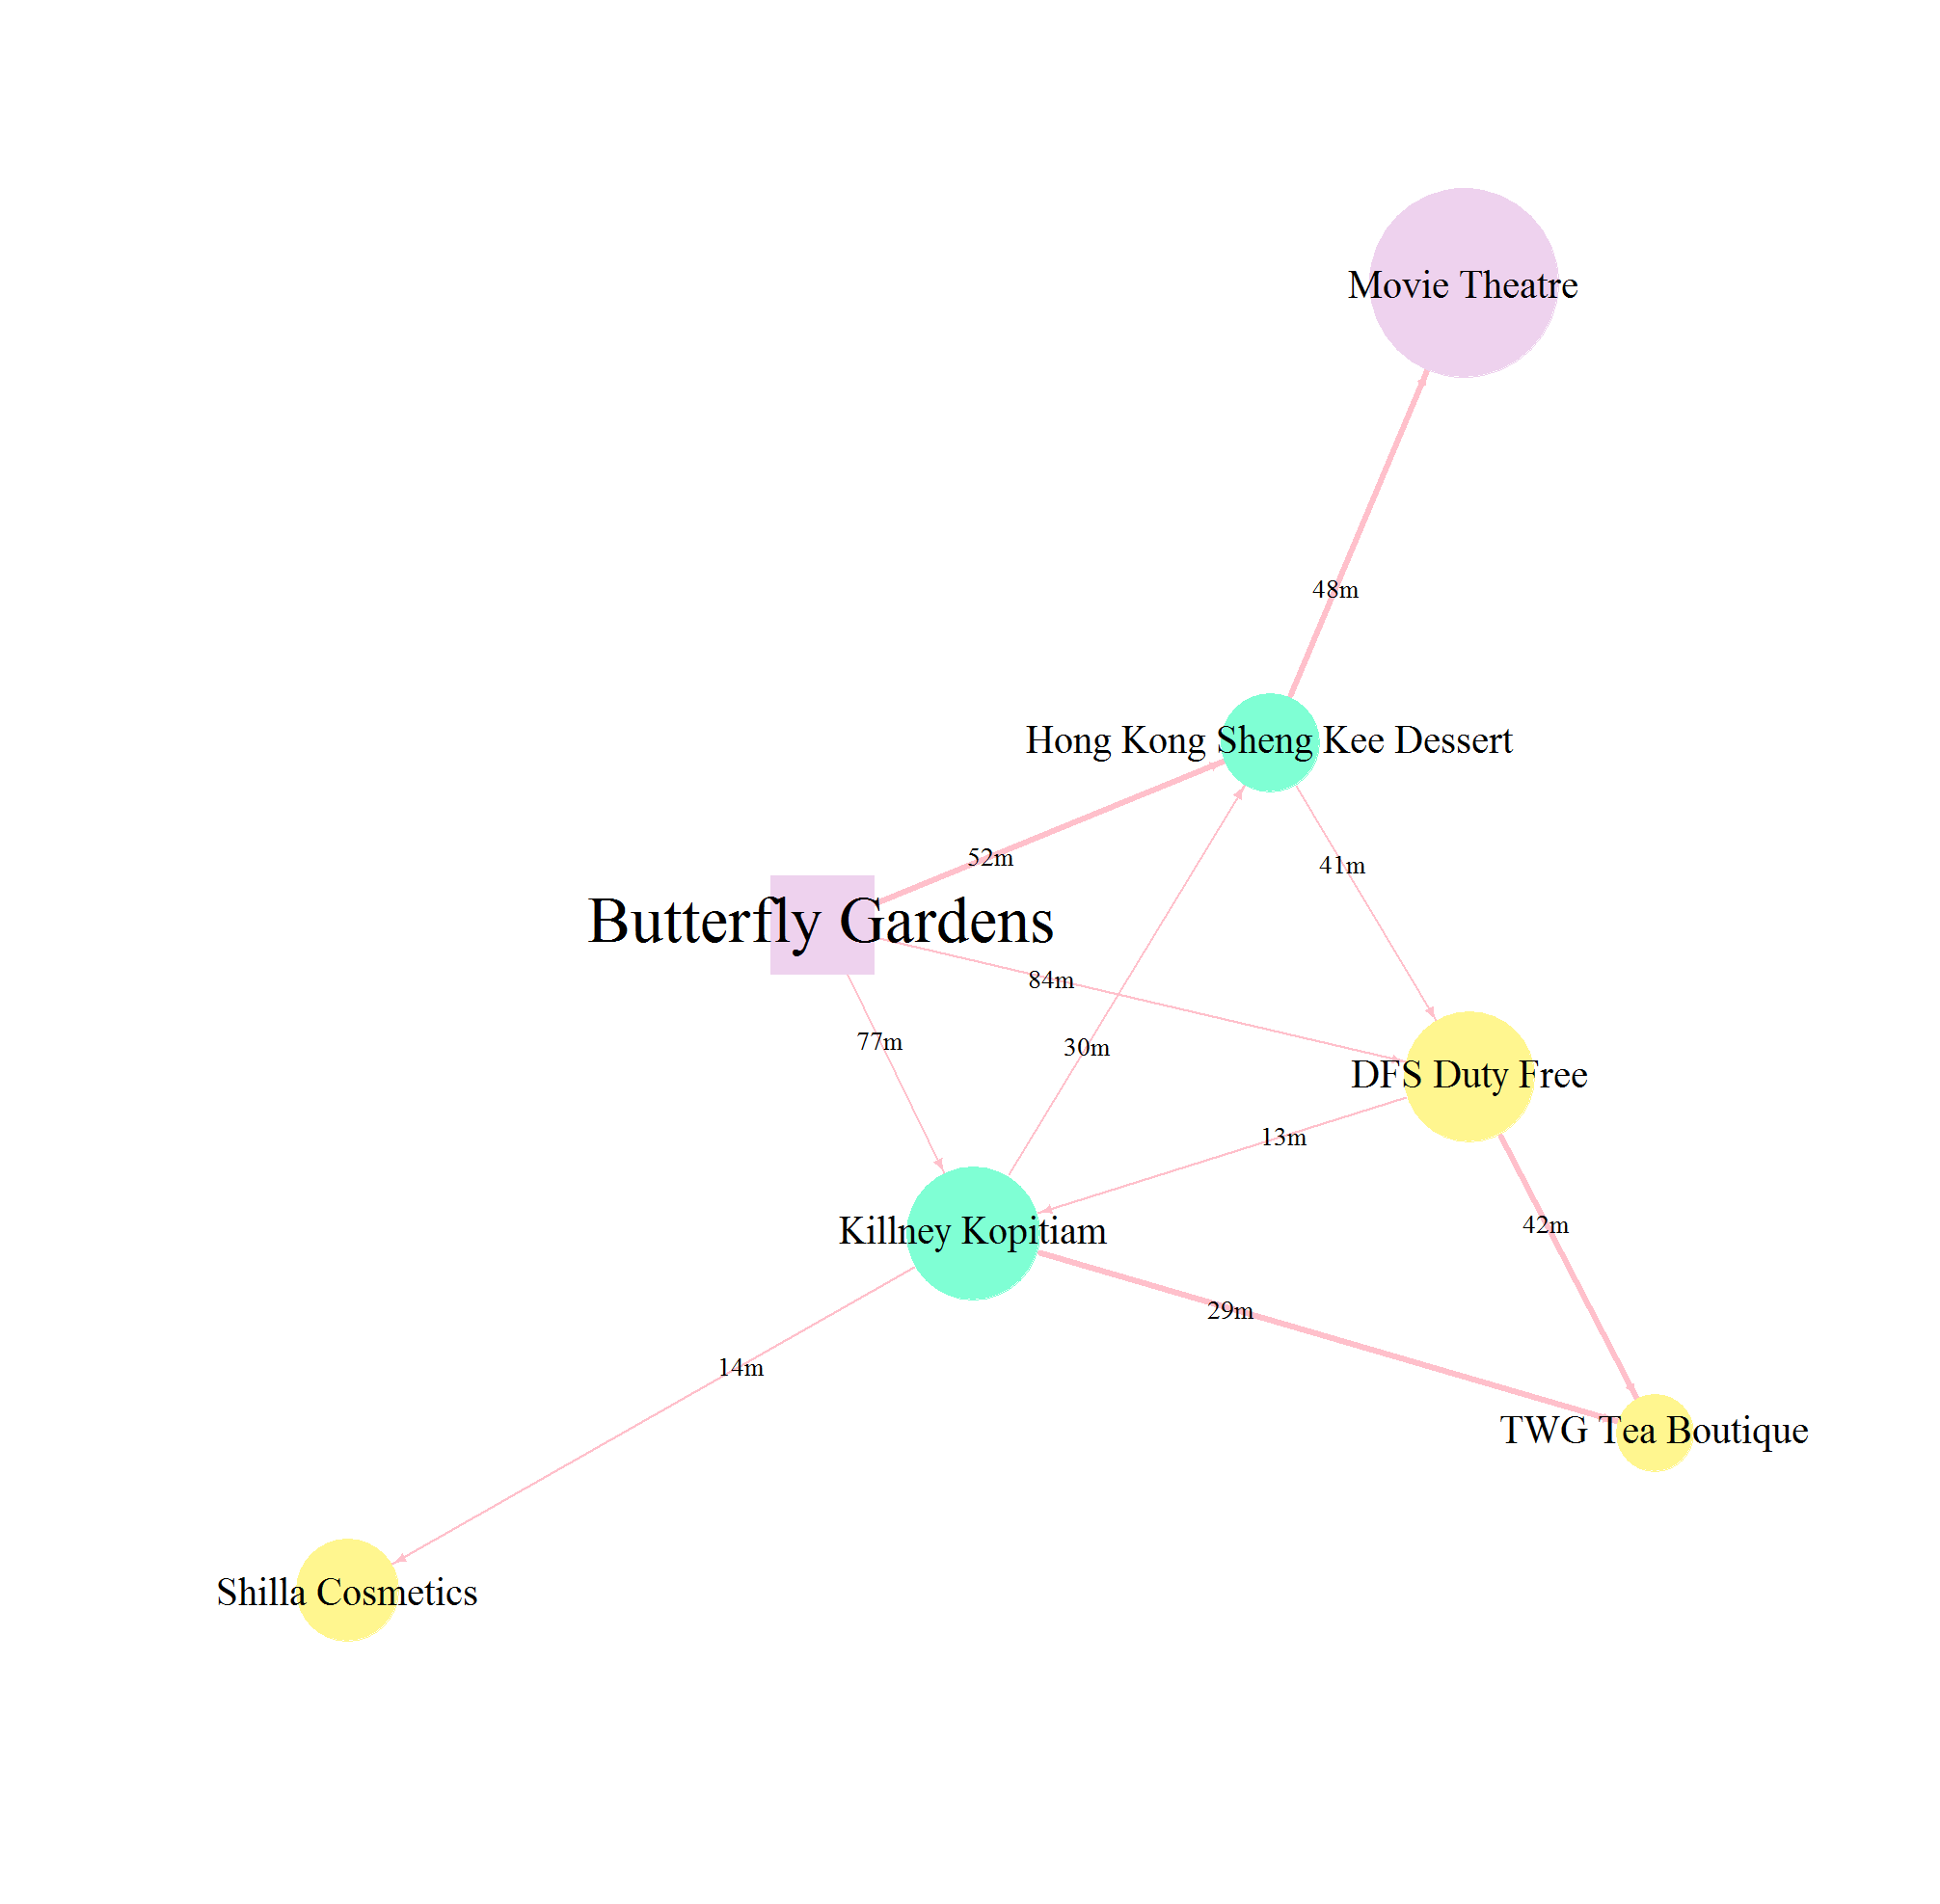 Movie Theatre
48m
Hong Kong Sheng Kee Dessert
52m
41m
Butterfly Gardens
84m
77m
30m
DFS Duty Free
13m
Killney Kopitiam
42m
29m
14m
TWG Tea Boutique
Shilla Cosmetics